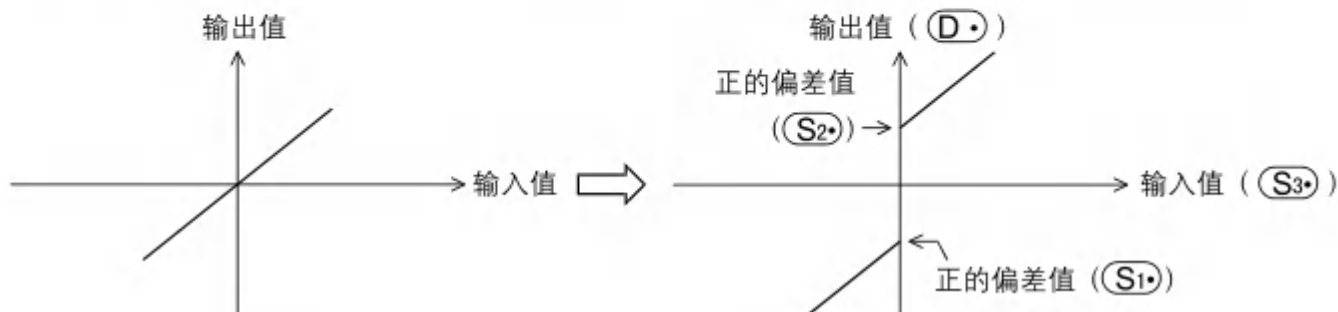 输出值
输入值
输出值 ( D• )
正的偏差值
(S2•)
输入值 ( S3• )
正的偏差值 (S1•)